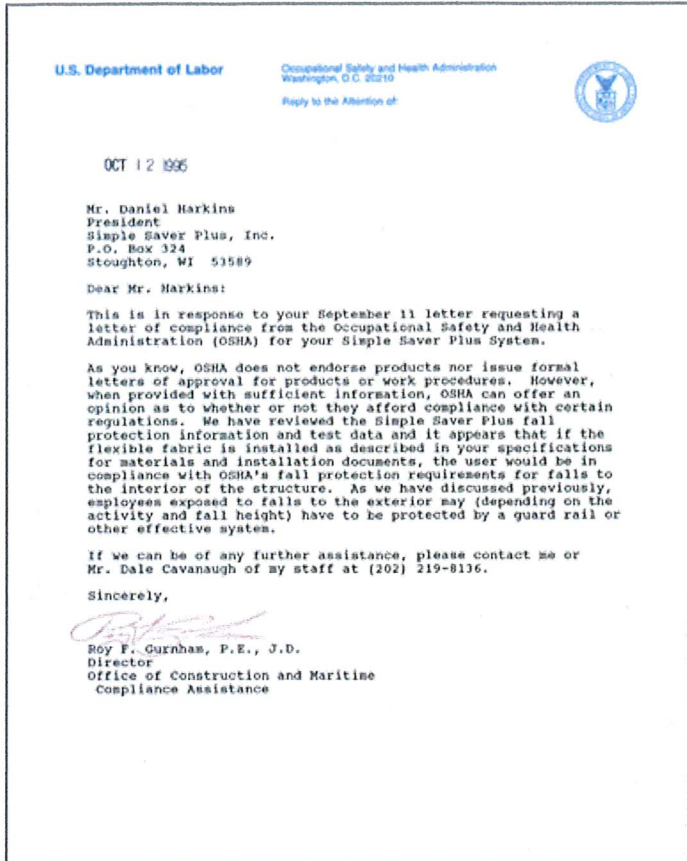 U.S. Department of Labor
Occupational Safety and Health Administration
Washington, D.C. 20210
Reply to the Attention of:
OCT 12 1995
Mr. Daniel Harkins
President
Simple Saver Plus, Inc.
P.O. Box 324
Stoughton, WI 53589
Dear Mr. Harkins:
This is in response to your September 11 letter requesting a
letter of compliance from the Occupational Safety and Health
Administration (OSHA) for your Simple Saver Plus System.
As you know, OSHA does not endorse products nor issue formal
letters of approval for products or work procedures. However,
when provided with sufficient information, OSHA can offer an
opinion as to whether or not they afford compliance with certain
regulations. We have reviewed the Simple Saver Plus fall
protection information and test data and it appears that if the
flexible fabric is installed as described in your specifications
for materials and installation documents, the user would be in
compliance with OSHA's fall protection requirements for falls to
the interior of the structure. As we have discussed previously,
employees exposed to falls to the exterior may (depending on the
activity and fall height) have to be protected by a guard rail or
other effective system.
If we can be of any further assistance, please contact me or
Mr. Dale Cavanaugh of my staff at (202) 219-8136.
Sincerely,
Roy F. Gurnham, P.E., J.D.
Director
Office of Construction and Maritime
Compliance Assistance